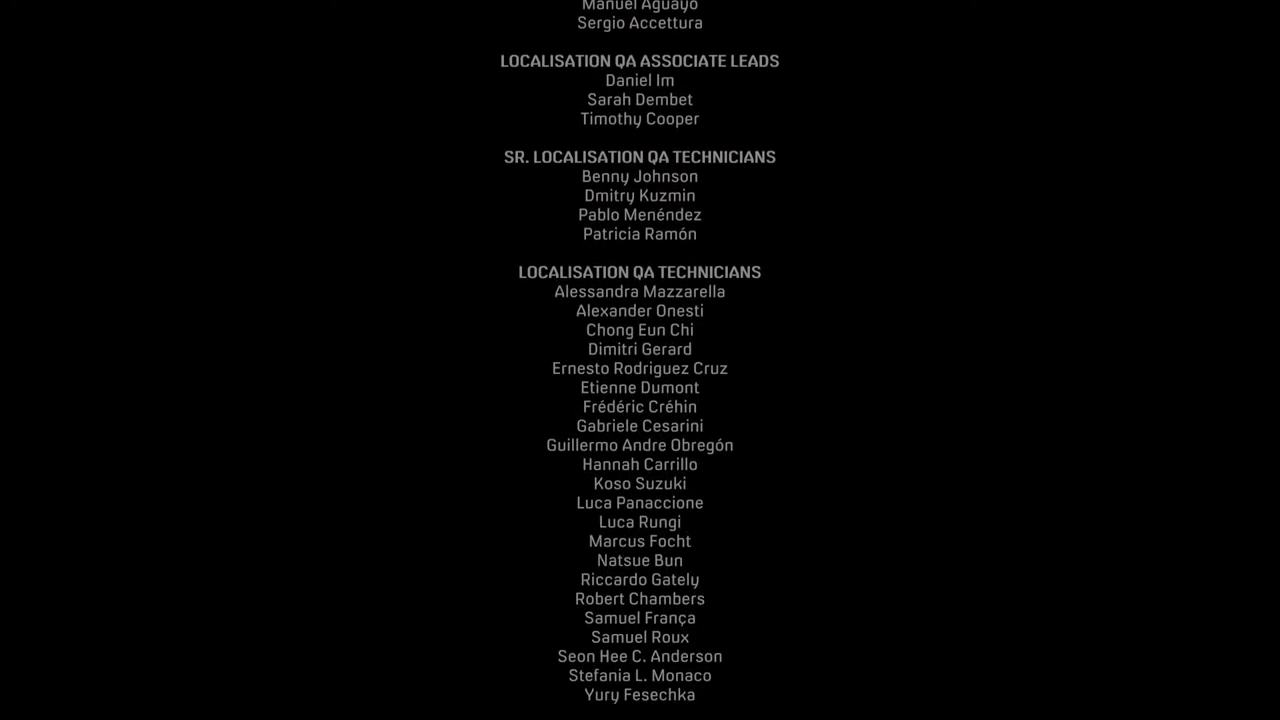 Manuel Aguayo
Sergio Accettura
LOCALISATION QA ASSOCIATE LEADS
Daniel Im
Sarah Dembet
Timothy Cooper
SR. LOCALISATION QA TECHNICIANS
Benny Johnson
Dmitry Kuzmin
Pablo Menéndez
Patricia Ramón
LOCALISATION QA TECHNICIANS
Alessandra Mazzarella
Alexander Onesti
Chong Eun Chi
Dimitri Gerard
Ernesto Rodriguez Cruz
Etienne Dumont
Frédéric Créhin
Gabriele Cesarini
Guillermo Andre Obregón
Hannah Carrillo
Koso Suzuki
Luca Panaccione
Luca Rungi
Marcus Focht
Natsue Bun
Riccardo Gately
Robert Chambers
Samuel França
Samuel Roux
Seon Hee C. Anderson
Stefania L. Monaco
Yury Fesechka